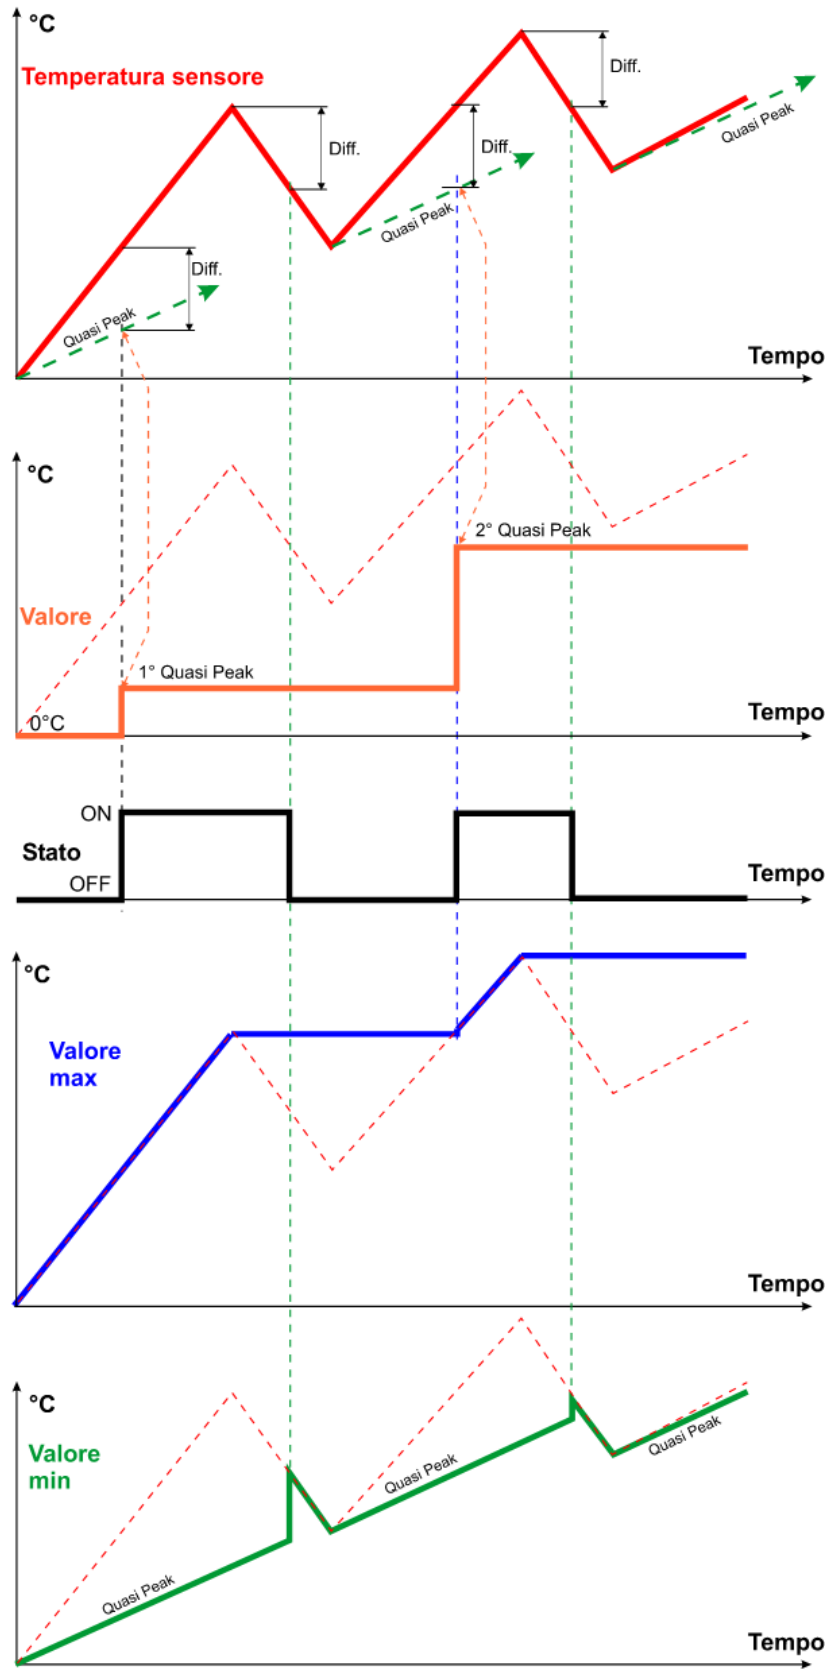 °C
Temperatura sensore
Diff.
Diff.
Diff.
Diff.
Quasi Peak
Quasi Peak
Quasi Peak
Tempo
°C
2° Quasi Peak
Valore
1° Quasi Peak
0°C
Tempo
ON
Stato
OFF
Tempo
°C
Valore
max
Tempo
°C
Valore
min
Quasi Peak
Quasi Peak
Quasi Peak
Tempo